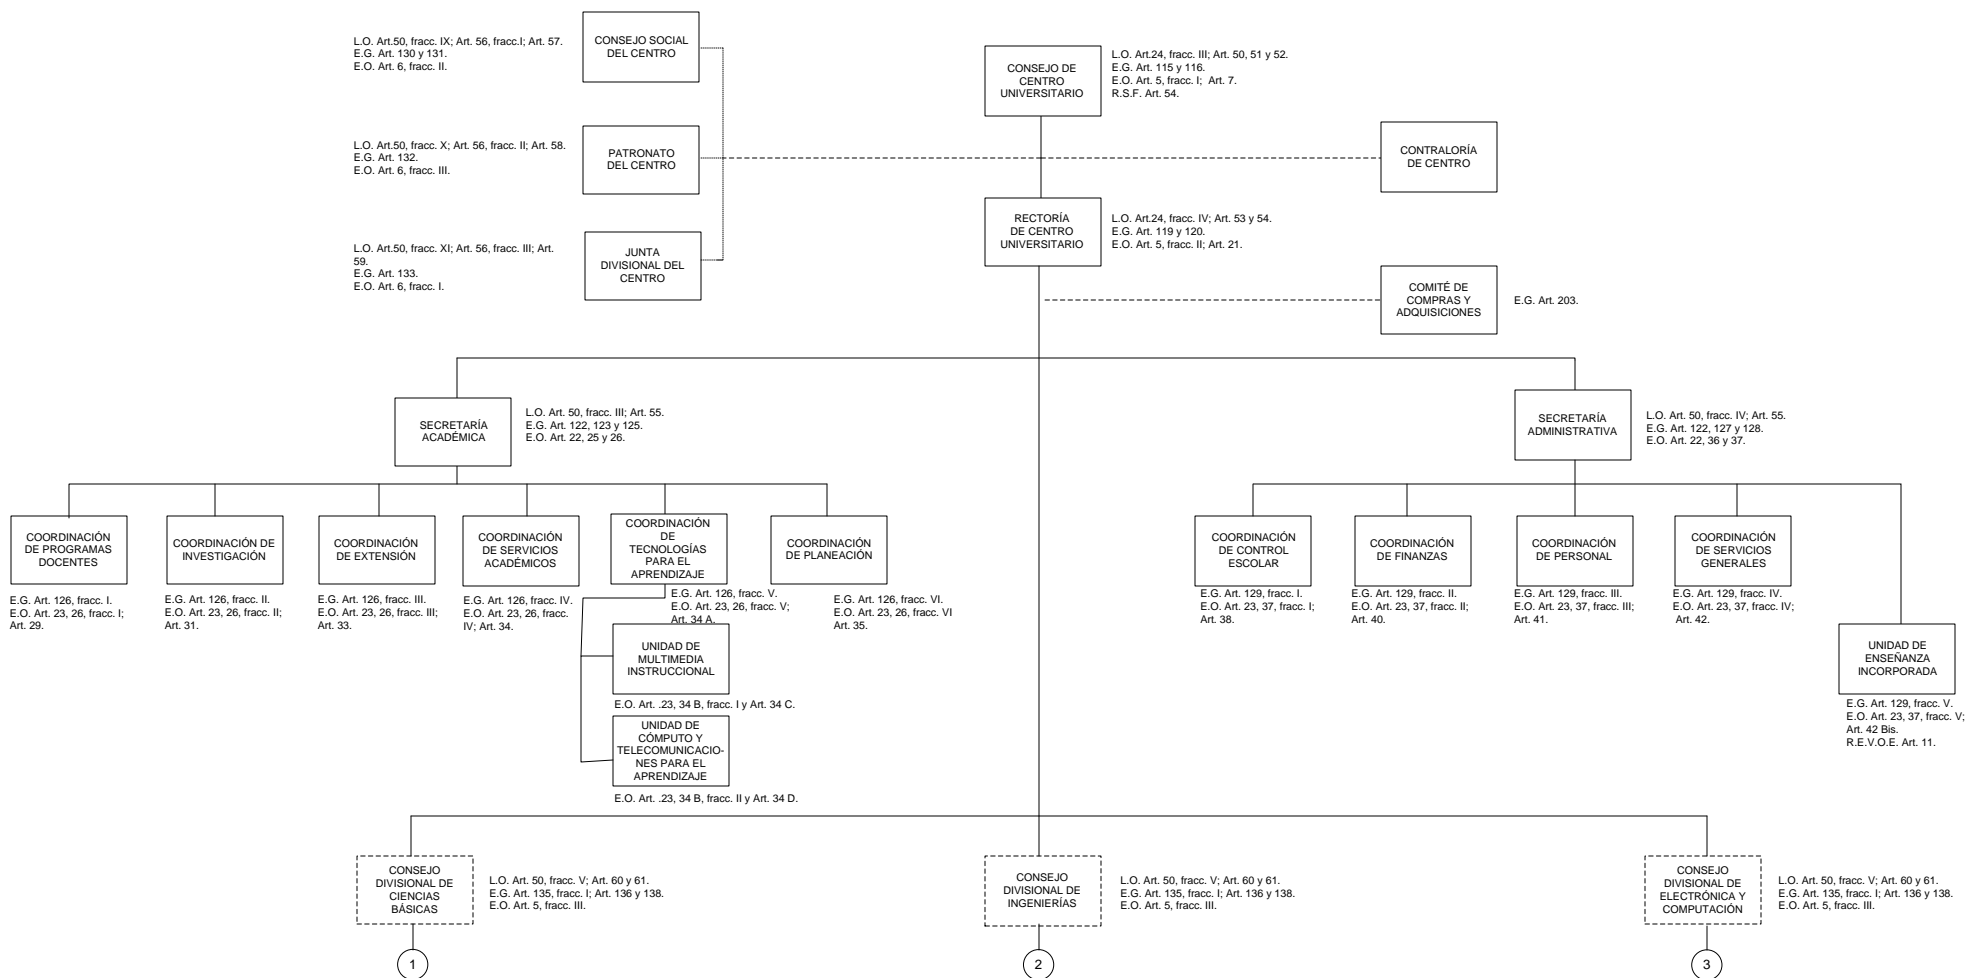 L.O. Art.50, fracc. IX; Art. 56, fracc.I; Art. 57.
E.G. Art. 130 y 131.
E.O. Art. 6, fracc. II.
CONSEJO SOCIAL
DEL CENTRO
CONSEJO DE
CENTRO
UNIVERSITARIO
L.O. Art.24, fracc. III; Art. 50, 51 y 52.
E.G. Art. 115 y 116.
E.O. Art. 5, fracc. I;  Art. 7.
R.S.F. Art. 54.
L.O. Art.50, fracc. X; Art. 56, fracc. II; Art. 58.
E.G. Art. 132.
E.O. Art. 6, fracc. III.
PATRONATO
DEL CENTRO
CONTRALORÍA
DE CENTRO
L.O. Art.50, fracc. XI; Art. 56, fracc. III; Art.
59.
E.G. Art. 133.
E.O. Art. 6, fracc. I.
JUNTA
DIVISIONAL DEL
CENTRO
RECTORÍA
DE CENTRO
UNIVERSITARIO
L.O. Art.24, fracc. IV; Art. 53 y 54.
E.G. Art. 119 y 120.
E.O. Art. 5, fracc. II; Art. 21.
COMITÉ DE
COMPRAS Y
ADQUISICIONES
E.G. Art. 203.
SECRETARÍA
ACADÉMICA
L.O. Art. 50, fracc. III; Art. 55.
E.G. Art. 122, 123 y 125.
E.O. Art. 22, 25 y 26.
SECRETARÍA
ADMINISTRATIVA
L.O. Art. 50, fracc. IV; Art. 55.
E.G. Art. 122, 127 y 128.
E.O. Art. 22, 36 y 37.
COORDINACIÓN
DE PROGRAMAS
DOCENTES
E.G. Art. 126, fracc. I.
E.O. Art. 23, 26, fracc. I;
Art. 29.
COORDINACIÓN DE
INVESTIGACIÓN
E.G. Art. 126, fracc. II.
E.O. Art. 23, 26, fracc. II;
Art. 31.
COORDINACIÓN
DE EXTENSIÓN
E.G. Art. 126, fracc. III.
E.O. Art. 23, 26, fracc. III;
Art. 33.
COORDINACIÓN
DE SERVICIOS
ACADÉMICOS
E.G. Art. 126, fracc. IV.
E.O. Art. 23, 26, fracc.
IV; Art. 34.
COORDINACIÓN
DE
TECNOLOGÍAS
PARA EL
APRENDIZAJE
E.G. Art. 126, fracc. V.
E.O. Art. 23, 26, fracc. V;
Art. 34 A.
COORDINACIÓN
DE PLANEACIÓN
E.G. Art. 126, fracc. VI.
E.O. Art. 23, 26, fracc. VI
Art. 35.
COORDINACIÓN
DE CONTROL
ESCOLAR
E.G. Art. 129, fracc. I.
E.O. Art. 23, 37, fracc. I;
Art. 38.
COORDINACIÓN
DE FINANZAS
E.G. Art. 129, fracc. II.
E.O. Art. 23, 37, fracc. II;
Art. 40.
COORDINACIÓN
DE PERSONAL
E.G. Art. 129, fracc. III.
E.O. Art. 23, 37, fracc. III;
Art. 41.
COORDINACIÓN
DE SERVICIOS
GENERALES
E.G. Art. 129, fracc. IV.
E.O. Art. 23, 37, fracc. IV;
Art. 42.
UNIDAD DE
MULTIMEDIA
INSTRUCCIONAL
E.O. Art. .23, 34 B, fracc. I y Art. 34 C.
UNIDAD DE
CÓMPUTO Y
TELECOMUNICACIO-
NES PARA EL
APRENDIZAJE
E.O. Art. .23, 34 B, fracc. II y Art. 34 D.
UNIDAD DE
ENSEÑANZA
INCORPORADA
E.G. Art. 129, fracc. V.
E.O. Art. 23, 37, fracc. V;
Art. 42 Bis.
R.E.V.O.E. Art. 11.
CONSEJO
DIVISIONAL DE
CIENCIAS
BÁSICAS
L.O. Art. 50, fracc. V; Art. 60 y 61.
E.G. Art. 135, fracc. I; Art. 136 y 138.
E.O. Art. 5, fracc. III.
CONSEJO
DIVISIONAL DE
INGENIERÍAS
L.O. Art. 50, fracc. V; Art. 60 y 61.
E.G. Art. 135, fracc. I; Art. 136 y 138.
E.O. Art. 5, fracc. III.
CONSEJO
DIVISIONAL DE
ELECTRÓNICA Y
COMPUTACIÓN
L.O. Art. 50, fracc. V; Art. 60 y 61.
E.G. Art. 135, fracc. I; Art. 136 y 138.
E.O. Art. 5, fracc. III.
1
2
3